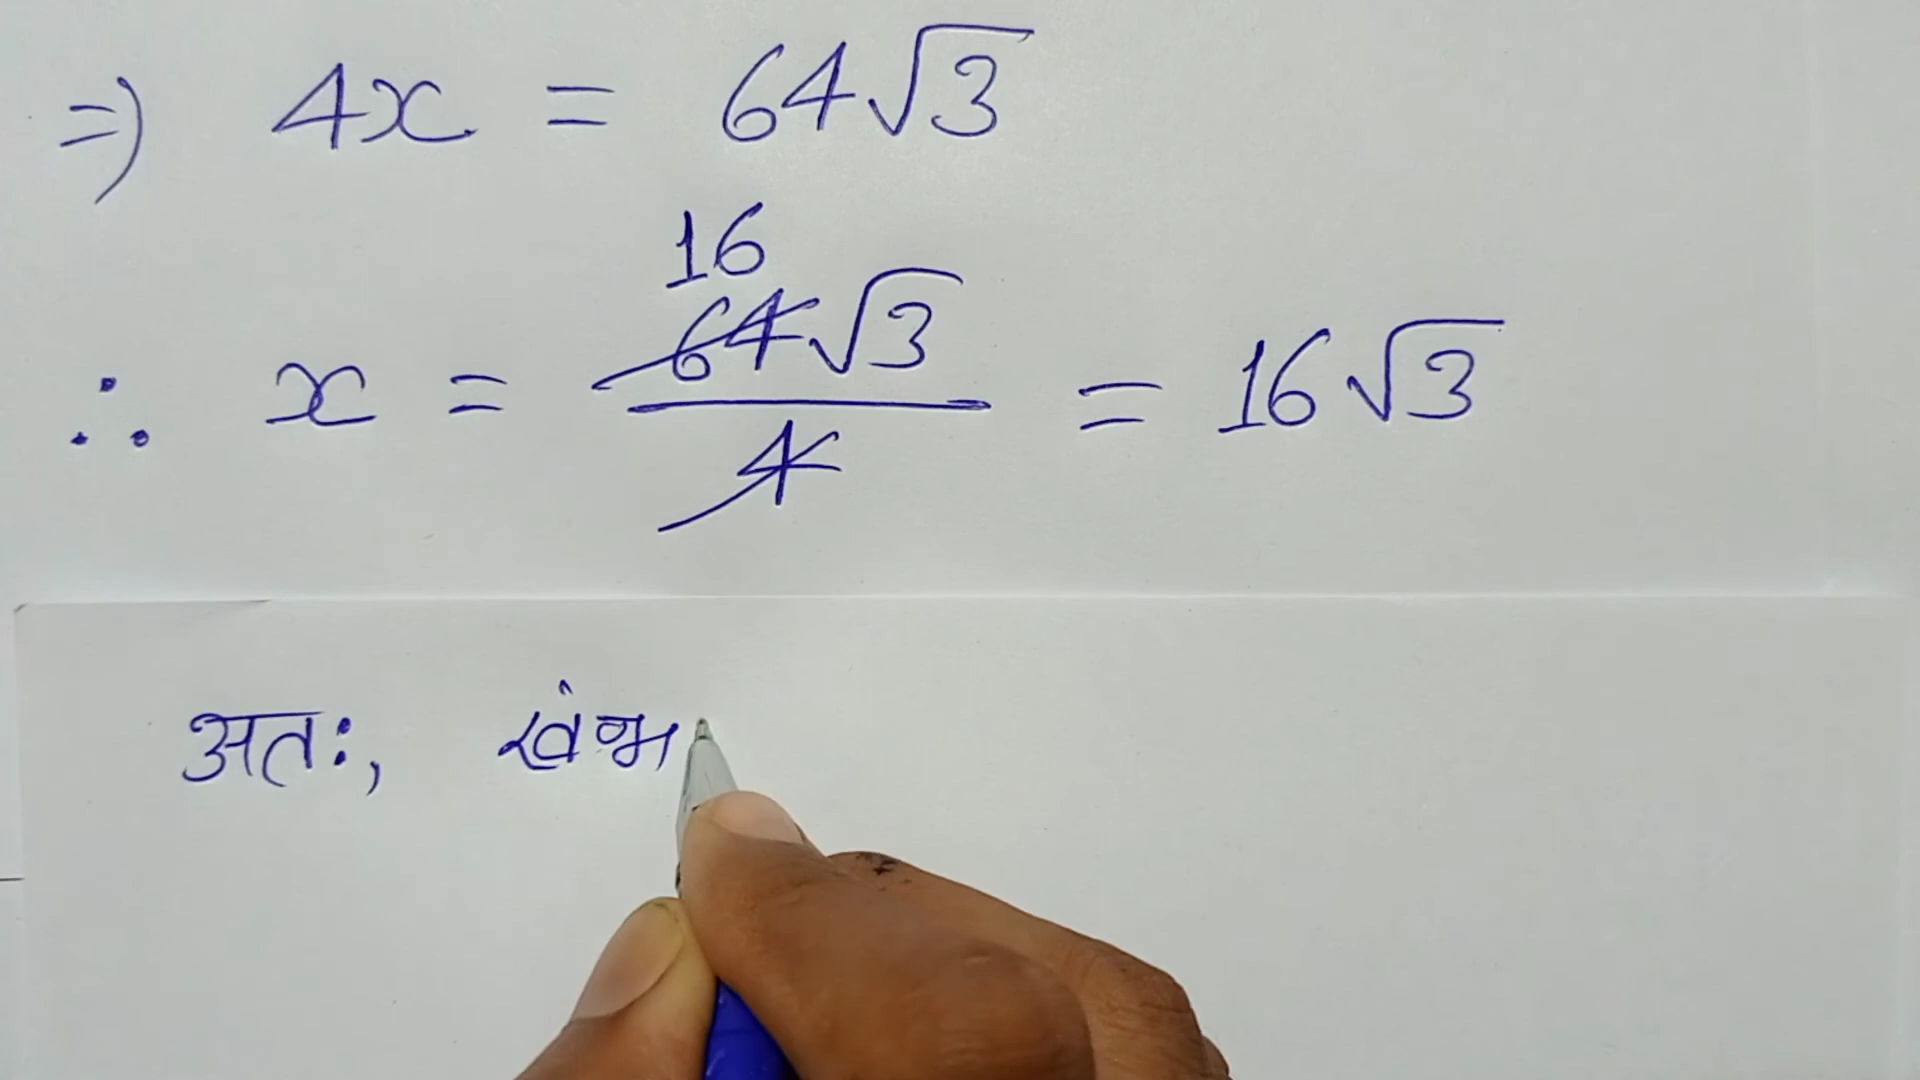 => 4x = 64√3
16
∴ x = 64√3/4 = 16√3
अतः, खंभ